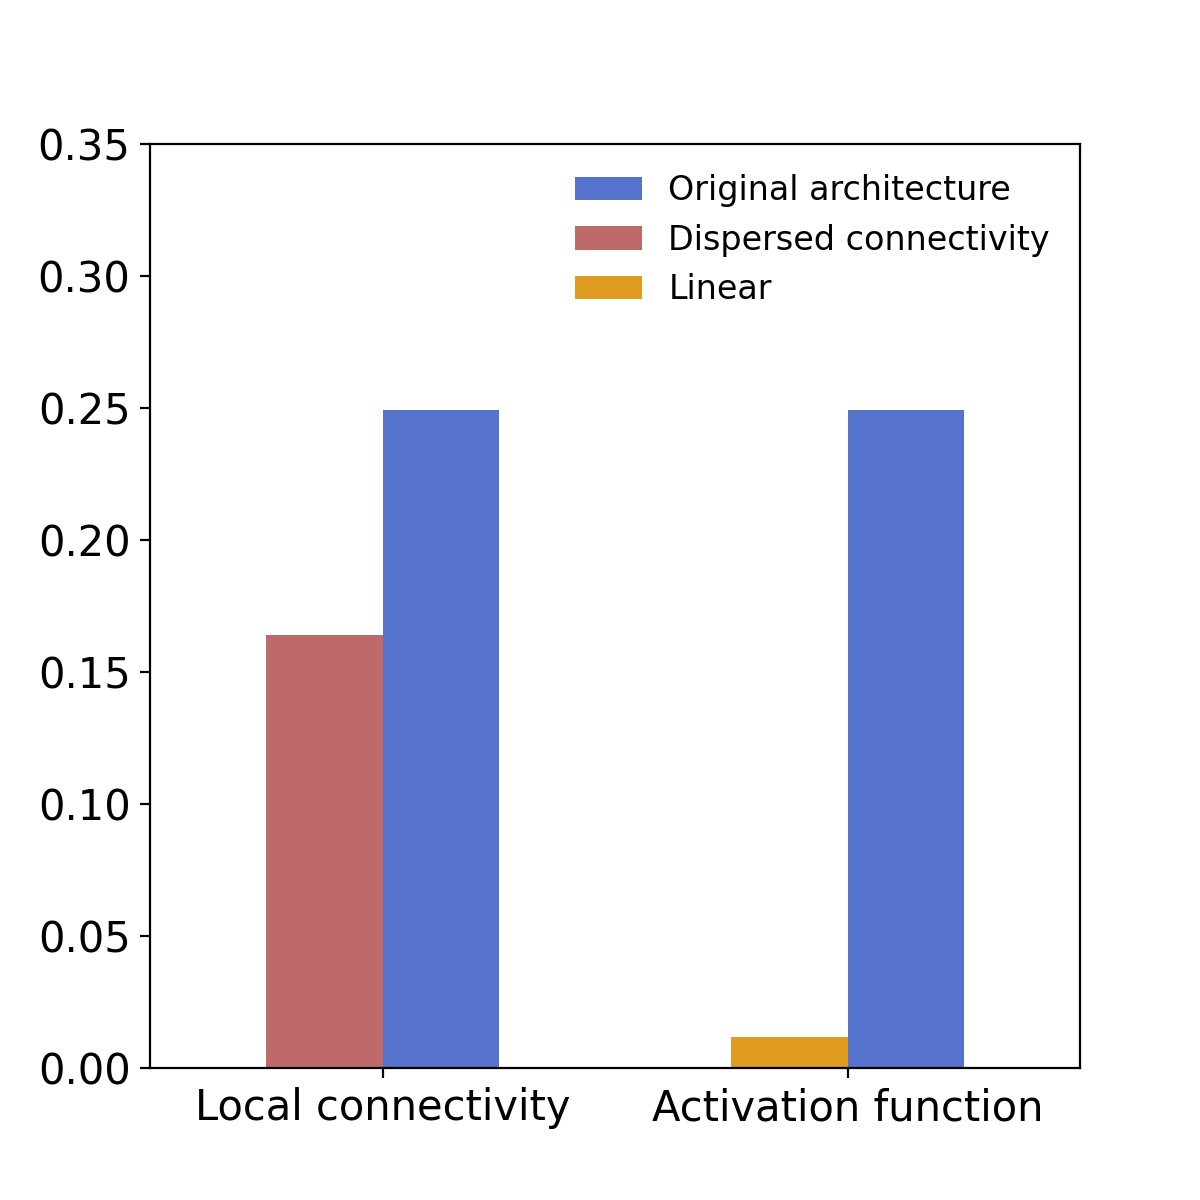 0.35
0.30
0.25
0.20
0.15
0.10
0.05
0.00
Original architecture
Dispersed connectivity
Linear
Local connectivity
Activation function